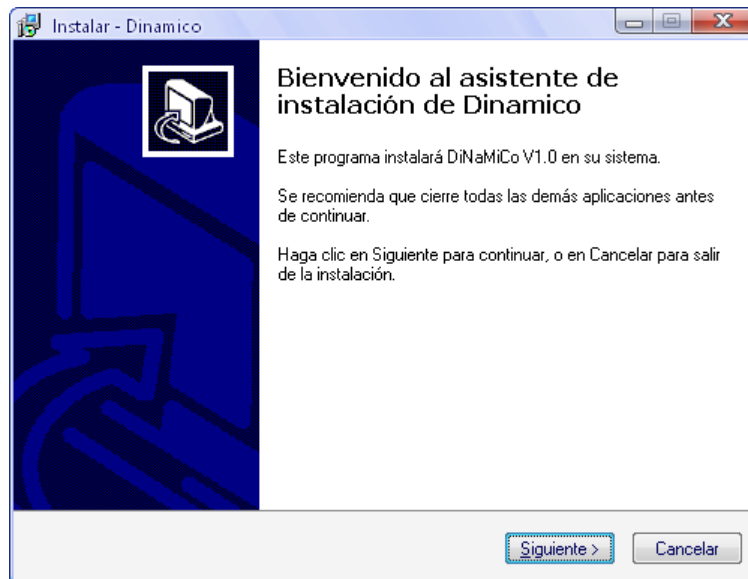 Instalar - Dinamico
Bienvenido al asistente de
instalación de Dinamico
Este programa instalará DiNaMiCo V1.0 en su sistema.
Se recomienda que cierre todas las demás aplicaciones antes
de continuar.
Haga clic en Siguiente para continuar, o en Cancelar para salir
de la instalación.
Siguiente >
Cancelar